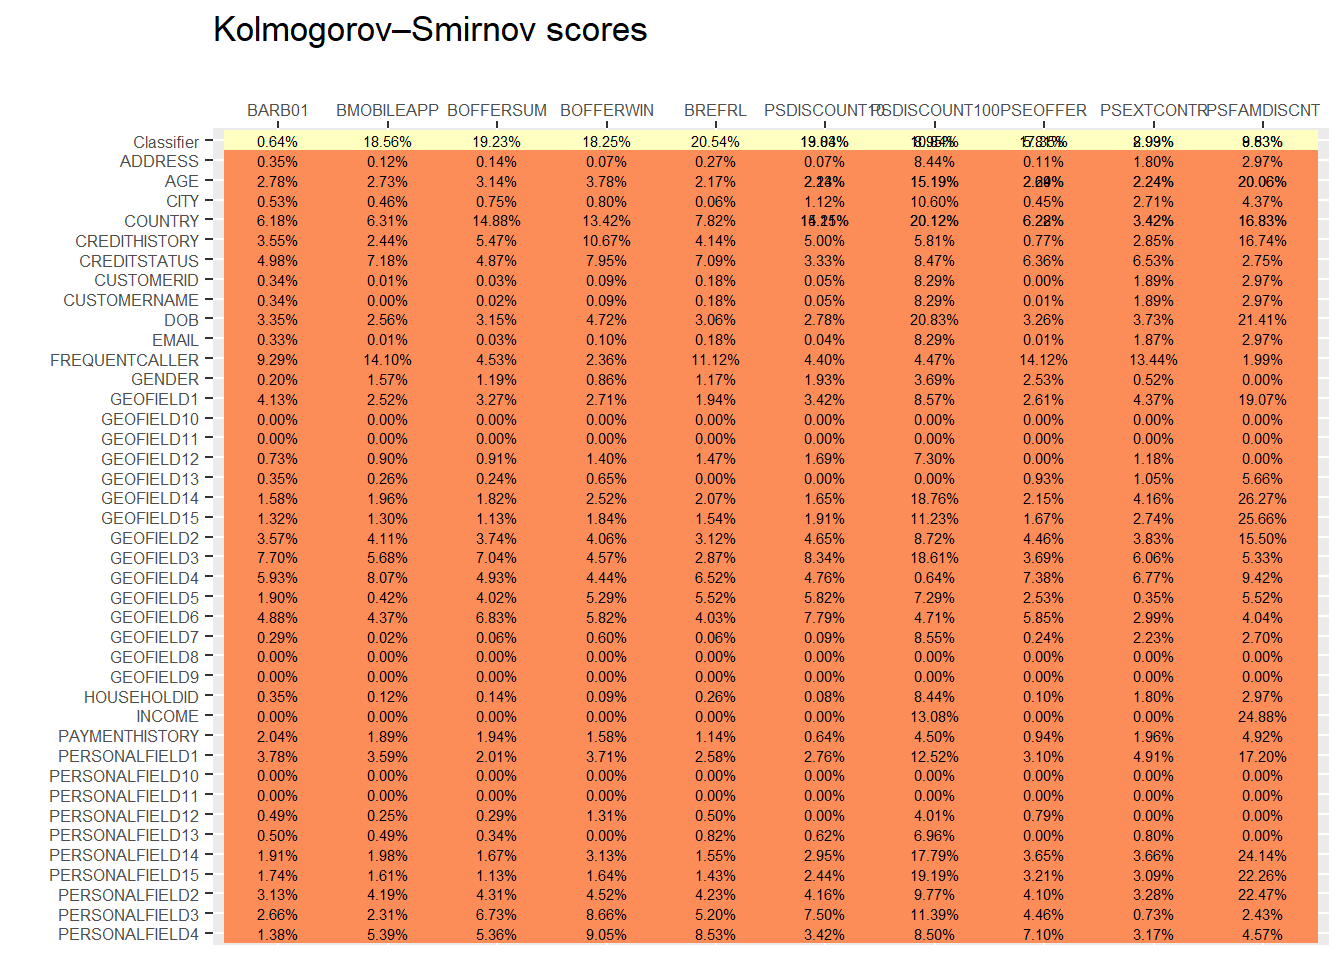 Kolmogorov–Smirnov scores
BARB01 BMOBILEAPP BOFFERSUM BOFFERWIN BREFRL PSDISCOUNT10 PSDISCOUNT100 PSEOFFER PSEXTCONTR PSFAMDISCNT
Classifier 0.64% 18.56% 19.23% 18.25% 20.54%
ADDRESS 0.35% 0.12% 0.14% 0.07% 0.27% 0.07% 8.44% 0.11% 1.80% 2.97%
AGE 2.78% 2.73% 3.14% 3.78% 2.17% 15.19% 2.24% 20.06%
CITY 0.53% 0.46% 0.75% 0.80% 0.06% 1.12% 10.60% 0.45% 2.71% 4.37%
COUNTRY 6.18% 6.31% 14.88% 13.42% 7.82% 20.12% 3.42% 16.83%
CREDITHISTORY 3.55% 2.44% 5.47% 10.67% 4.14% 5.00% 5.81% 0.77% 2.85% 16.74%
CREDITSTATUS 4.98% 7.18% 4.87% 7.95% 7.09% 3.33% 8.47% 6.36% 6.53% 2.75%
CUSTOMERID 0.34% 0.01% 0.03% 0.09% 0.18% 0.05% 8.29% 0.00% 1.89% 2.97%
CUSTOMERNAME 0.34% 0.00% 0.02% 0.09% 0.18% 0.05% 8.29% 0.01% 1.89% 2.97%
DOB 3.35% 2.56% 3.15% 4.72% 3.06% 2.78% 20.83% 3.26% 3.73% 21.41%
EMAIL 0.33% 0.01% 0.03% 0.10% 0.18% 0.04% 8.29% 0.01% 1.87% 2.97%
FREQUENTCALLER 9.29% 14.10% 4.53% 2.36% 11.12% 4.40% 4.47% 14.12% 13.44% 1.99%
GENDER 0.20% 1.57% 1.19% 0.86% 1.17% 1.93% 3.69% 2.53% 0.52% 0.00%
GEOFIELD1 4.13% 2.52% 3.27% 2.71% 1.94% 3.42% 8.57% 2.61% 4.37% 19.07%
GEOFIELD10 0.00% 0.00% 0.00% 0.00% 0.00% 0.00% 0.00% 0.00% 0.00% 0.00%
GEOFIELD11 0.00% 0.00% 0.00% 0.00% 0.00% 0.00% 0.00% 0.00% 0.00% 0.00%
GEOFIELD12 0.73% 0.90% 0.91% 1.40% 1.47% 1.69% 7.30% 0.00% 1.18% 0.00%
GEOFIELD13 0.35% 0.26% 0.24% 0.65% 0.00% 0.00% 0.00% 0.93% 1.05% 5.66%
GEOFIELD14 1.58% 1.96% 1.82% 2.52% 2.07% 1.65% 18.76% 2.15% 4.16% 26.27%
GEOFIELD15 1.32% 1.30% 1.13% 1.84% 1.54% 1.91% 11.23% 1.67% 2.74% 25.66%
GEOFIELD2 3.57% 4.11% 3.74% 4.06% 3.12% 4.65% 8.72% 4.46% 3.83% 15.50%
GEOFIELD3 7.70% 5.68% 7.04% 4.57% 2.87% 8.34% 18.61% 3.69% 6.06% 5.33%
GEOFIELD4 5.93% 8.07% 4.93% 4.44% 6.52% 4.76% 0.64% 7.38% 6.77% 9.42%
GEOFIELD5 1.90% 0.42% 4.02% 5.29% 5.52% 5.82% 7.29% 2.53% 0.35% 5.52%
GEOFIELD6 4.88% 4.37% 6.83% 5.82% 4.03% 7.79% 4.71% 5.85% 2.99% 4.04%
GEOFIELD7 0.29% 0.02% 0.06% 0.60% 0.06% 0.09% 8.55% 0.24% 2.23% 2.70%
GEOFIELD8 0.00% 0.00% 0.00% 0.00% 0.00% 0.00% 0.00% 0.00% 0.00% 0.00%
GEOFIELD9 0.00% 0.00% 0.00% 0.00% 0.00% 0.00% 0.00% 0.00% 0.00% 0.00%
HOUSEHOLDID 0.35% 0.12% 0.14% 0.09% 0.26% 0.08% 8.44% 0.10% 1.80% 2.97%
INCOME 0.00% 0.00% 0.00% 0.00% 0.00% 0.00% 13.08% 0.00% 0.00% 24.88%
PAYMENTHISTORY 2.04% 1.89% 1.94% 1.58% 1.14% 0.64% 4.50% 0.94% 1.96% 4.92%
PERSONALFIELD1 3.78% 3.59% 2.01% 3.71% 2.58% 2.76% 12.52% 3.10% 4.91% 17.20%
PERSONALFIELD10 0.00% 0.00% 0.00% 0.00% 0.00% 0.00% 0.00% 0.00% 0.00% 0.00%
PERSONALFIELD11 0.00% 0.00% 0.00% 0.00% 0.00% 0.00% 0.00% 0.00% 0.00% 0.00%
PERSONALFIELD12 0.49% 0.25% 0.29% 1.31% 0.50% 0.00% 4.01% 0.79% 0.00% 0.00%
PERSONALFIELD13 0.50% 0.49% 0.34% 0.00% 0.82% 0.62% 6.96% 0.00% 0.80% 0.00%
PERSONALFIELD14 1.91% 1.98% 1.67% 3.13% 1.55% 2.95% 17.79% 3.65% 3.66% 24.14%
PERSONALFIELD15 1.74% 1.61% 1.13% 1.64% 1.43% 2.44% 19.19% 3.21% 3.09% 22.26%
PERSONALFIELD2 3.13% 4.19% 4.31% 4.52% 4.23% 4.16% 9.77% 4.10% 3.28% 22.47%
PERSONALFIELD3 2.66% 2.31% 6.73% 8.66% 5.20% 7.50% 11.39% 4.46% 0.73% 2.43%
PERSONALFIELD4 1.38% 5.39% 5.36% 9.05% 8.53% 3.42% 8.50% 7.10% 3.17% 4.57%